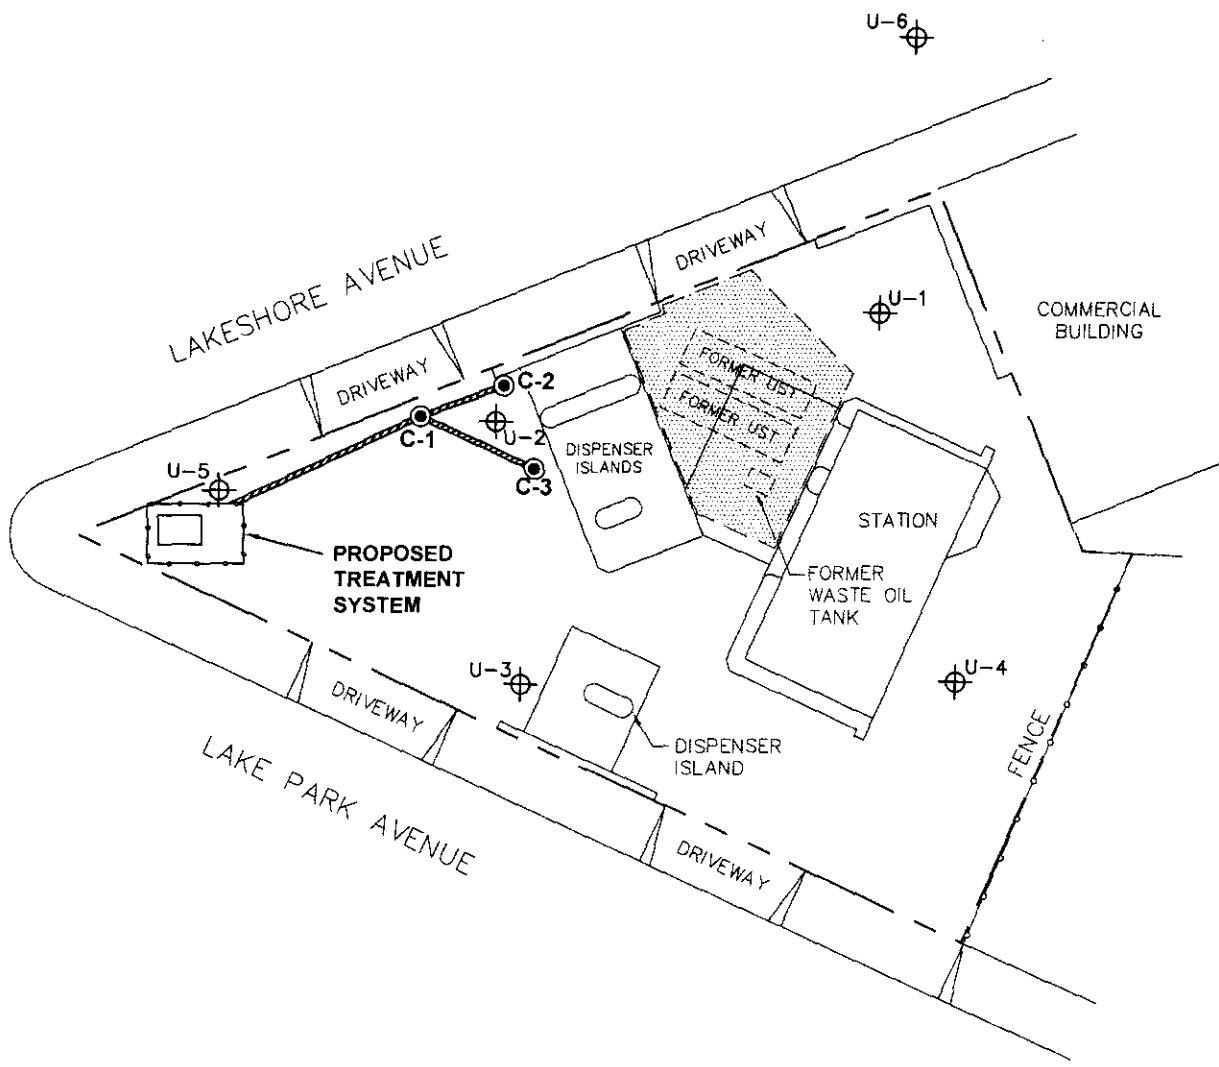 U-6
LAKESHORE AVENUE
DRIVEWAY
U-1
COMMERCIAL
BUILDING
DRIVEWAY
FORMER UST
FORMER UST
C-2
C-1
U-2
C-3
DISPENSER
ISLANDS
U-5
STATION
PROPOSED
TREATMENT
SYSTEM
FORMER
WASTE OIL
TANK
U-3
U-4
DRIVEWAY
FENCE
DISPENSER
ISLAND
LAKE PARK AVENUE
DRIVEWAY